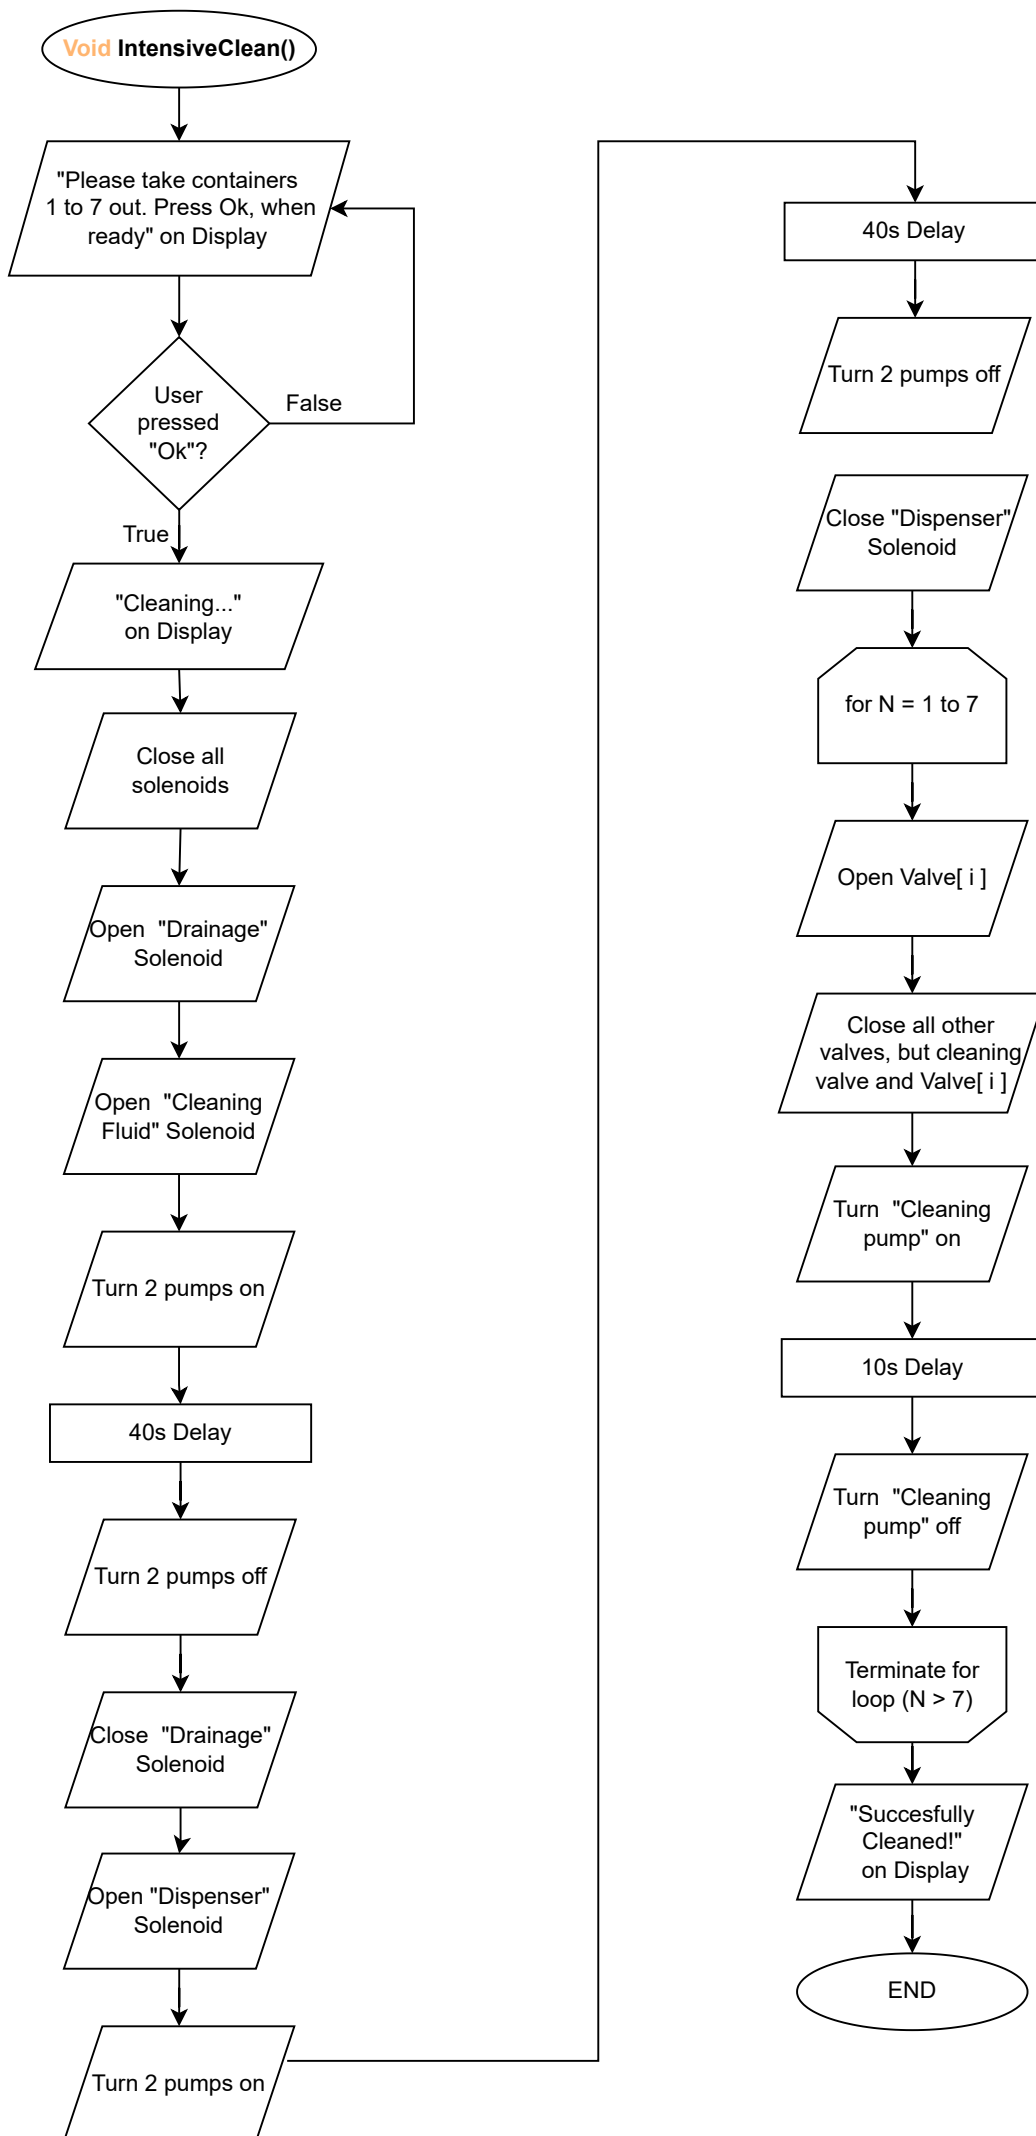 Void IntensiveClean()
"Please take containers
1 to 7 out. Press Ok, when
ready" on Display
User
pressed
"Ok"?
False
True
"Cleaning..."
on Display
Close all
solenoids
Open "Drainage"
Solenoid
Open "Cleaning
Fluid" Solenoid
Turn 2 pumps on
40s Delay
Turn 2 pumps off
Close "Drainage"
Solenoid
Open "Dispenser"
Solenoid
Turn 2 pumps on
40s Delay
Turn 2 pumps off
Close "Dispenser"
Solenoid
for N = 1 to 7
Open Valve[ i ]
Close all other
valves, but cleaning
valve and Valve[ i ]
Turn "Cleaning
pump" on
10s Delay
Turn "Cleaning
pump" off
Terminate for
loop (N > 7)
"Succesfully
Cleaned!"
on Display
END